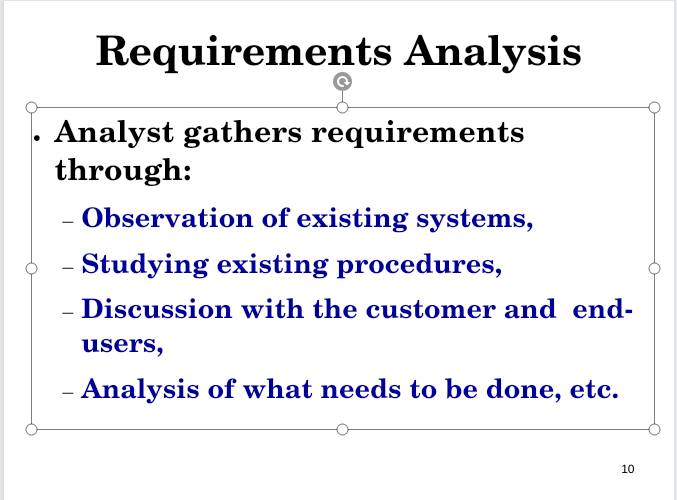 Requirements Analysis
• Analyst gathers requirements
through:
– Observation of existing systems,
– Studying existing procedures,
– Discussion with the customer and  end-
users,
– Analysis of what needs to be done, etc.
10